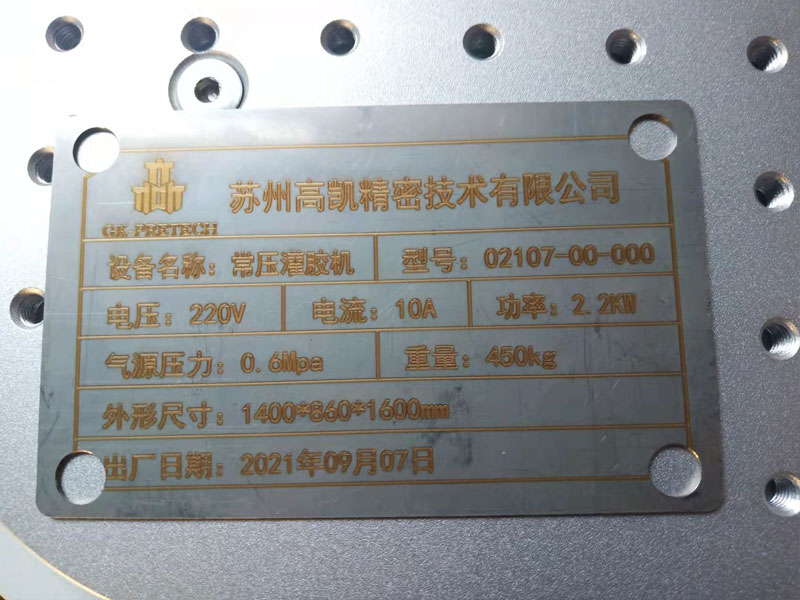 苏州高凯精密技术有限公司
GK-PRETECH
设备名称：常压灌胶机 型号：02107-00-000
电压：220V 电流：10A 功率：2.2KW
气源压力：0.6Mpa 重量：450kg
外形尺寸：1400*860*1600mm
出厂日期：2021年09月07日